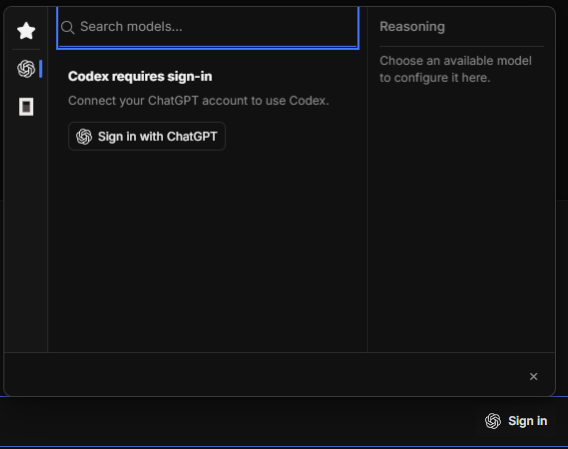 Search models...
Codex requires sign-in
Connect your ChatGPT account to use Codex.
Sign in with ChatGPT
Reasoning
Choose an available model
to configure it here.
Sign in